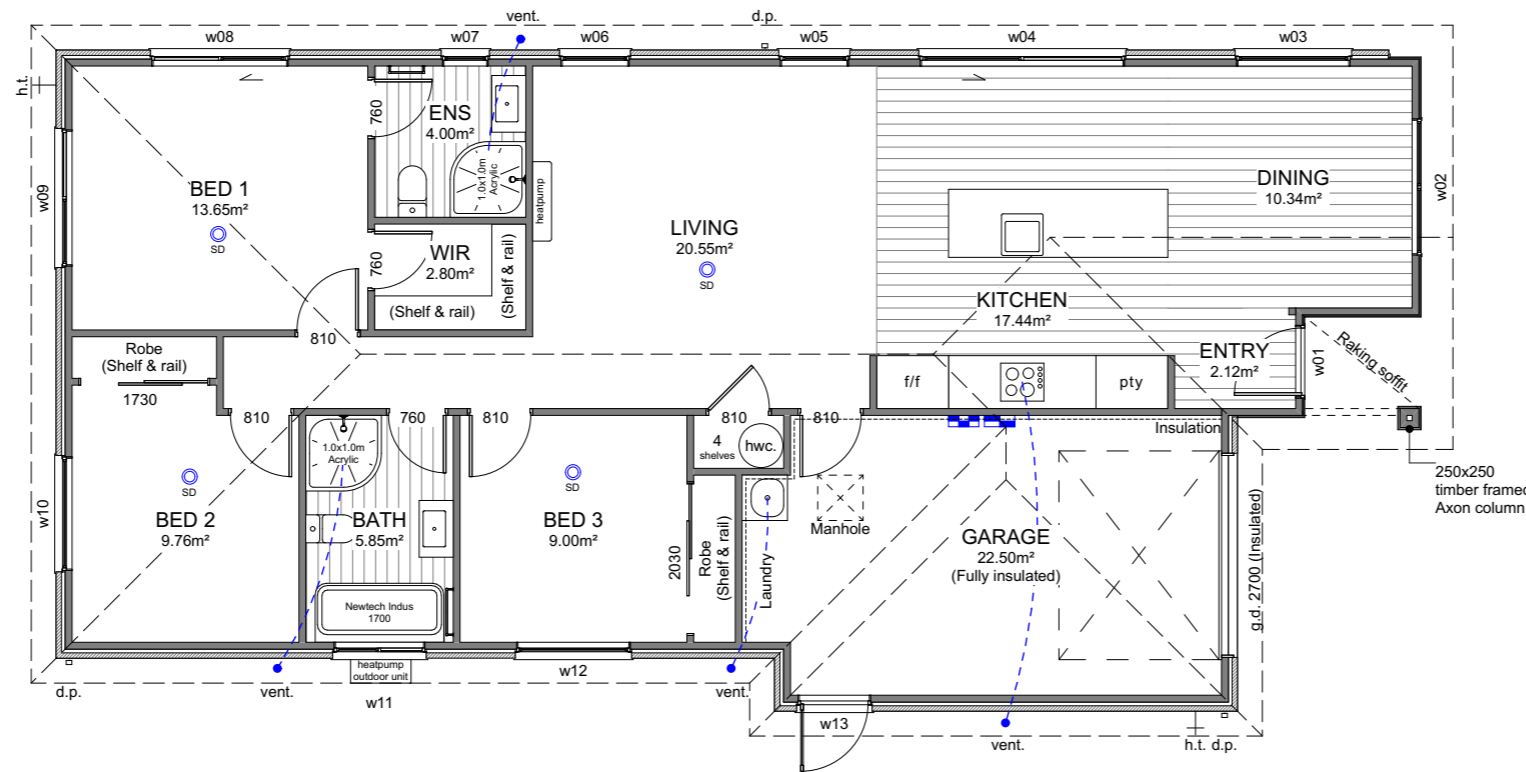 vent.
d.p.
w08
w07
w06
w05
w04
w03
h.t.
760
ENS
4.00m²
1.0x1.0m
Acrylic
heatpump
BED 1
13.65m²
SD
w09
760
WIR
2.80m²
(Shelf & rail)
(Shelf & rail)
LIVING
20.55m²
SD
DINING
10.34m²
w02
KITCHEN
17.44m²
ENTRY
2.12m²
w01
Raking soffit
810
Robe
(Shelf & rail)
1730
f/f
pty
810
760
810
810
810
Insulation
1.0x1.0m
Acrylic
4
shelves
hwc.
SD
SD
w10
BED 2
9.76m²
BATH
5.85m²
BED 3
9.00m²
2030
Robe
(Shelf & rail)
Laundry
Manhole
GARAGE
22.50m²
(Fully insulated)
g.d. 2700 (Insulated)
250x250
timber framed
Axon column
Newtech Indus
1700
heatpump
outdoor unit
d.p.
vent.
w11
w12
vent.
w13
vent.
h.t.
d.p.